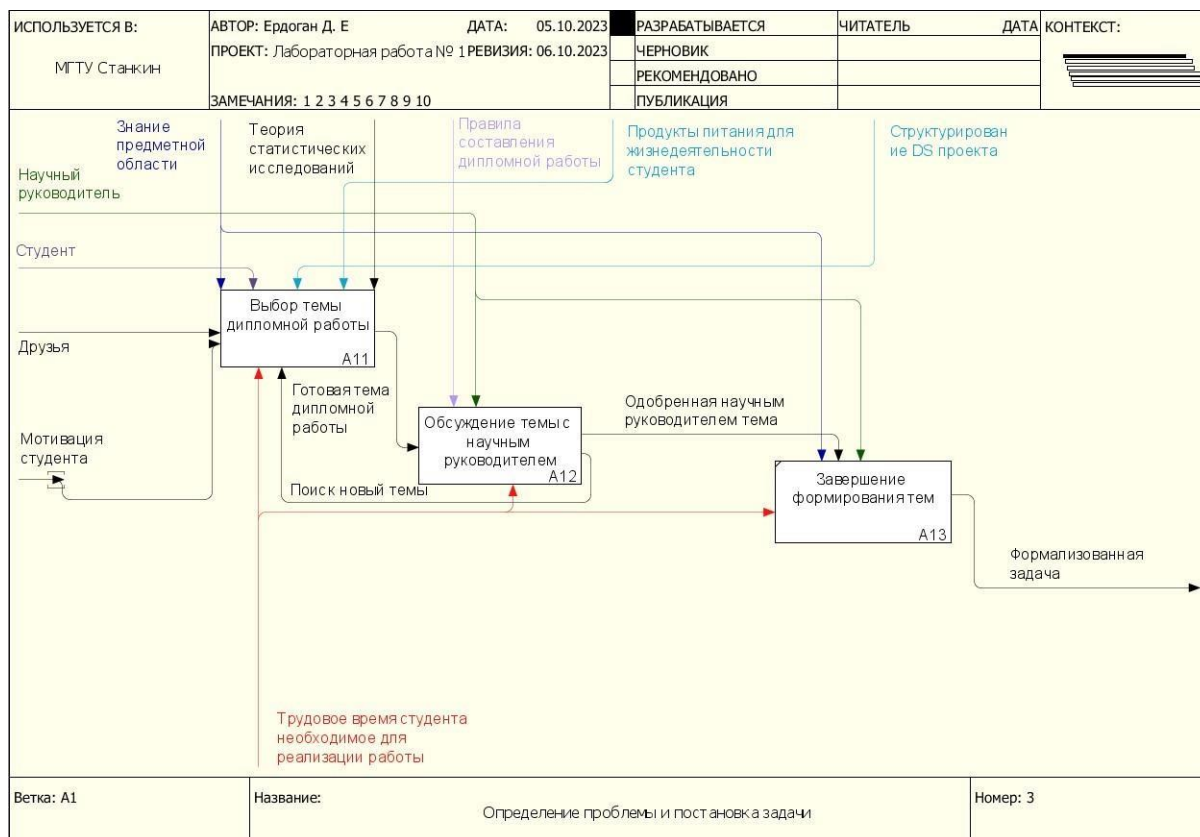 ИСПОЛЬЗУЕТСЯ В:
МГТУ Станкин
АВТОР: Ердоган Д. Е
ДАТА: 05.10.2023
ПРОЕКТ: Лабораторная работа № 1
РЕВИЗИЯ: 06.10.2023
ЗАМЕЧАНИЯ: 1 2 3 4 5 6 7 8 9 10
РАЗРАБАТЫВАЕТСЯ
ЧЕРНОВИК
РЕКОМЕНДОВАНО
ПУБЛИКАЦИЯ
ЧИТАТЕЛЬ
ДАТА
КОНТЕКСТ:
Знание
предметной
области
Теория
статистических
исследований
Правила
составления
дипломной работы
Продукты питания для
жизнедеятельности
студента
Структурирован
ие DS проекта
Научный
руководитель
Студент
Выбор темы
дипломной работы
A11
Друзья
Готовая тема
дипломной
работы
Обсуждение темы с
научным
руководителем
A12
Одобренная научным
руководителем тема
Мотивация
студента
Поиск новый темы
Завершение
формирования тем
A13
Формализованная
задача
Трудовое время студента
необходимое для
реализации работы
Ветка: A1
Название:
Определение проблемы и постановка задачи
Номер: 3